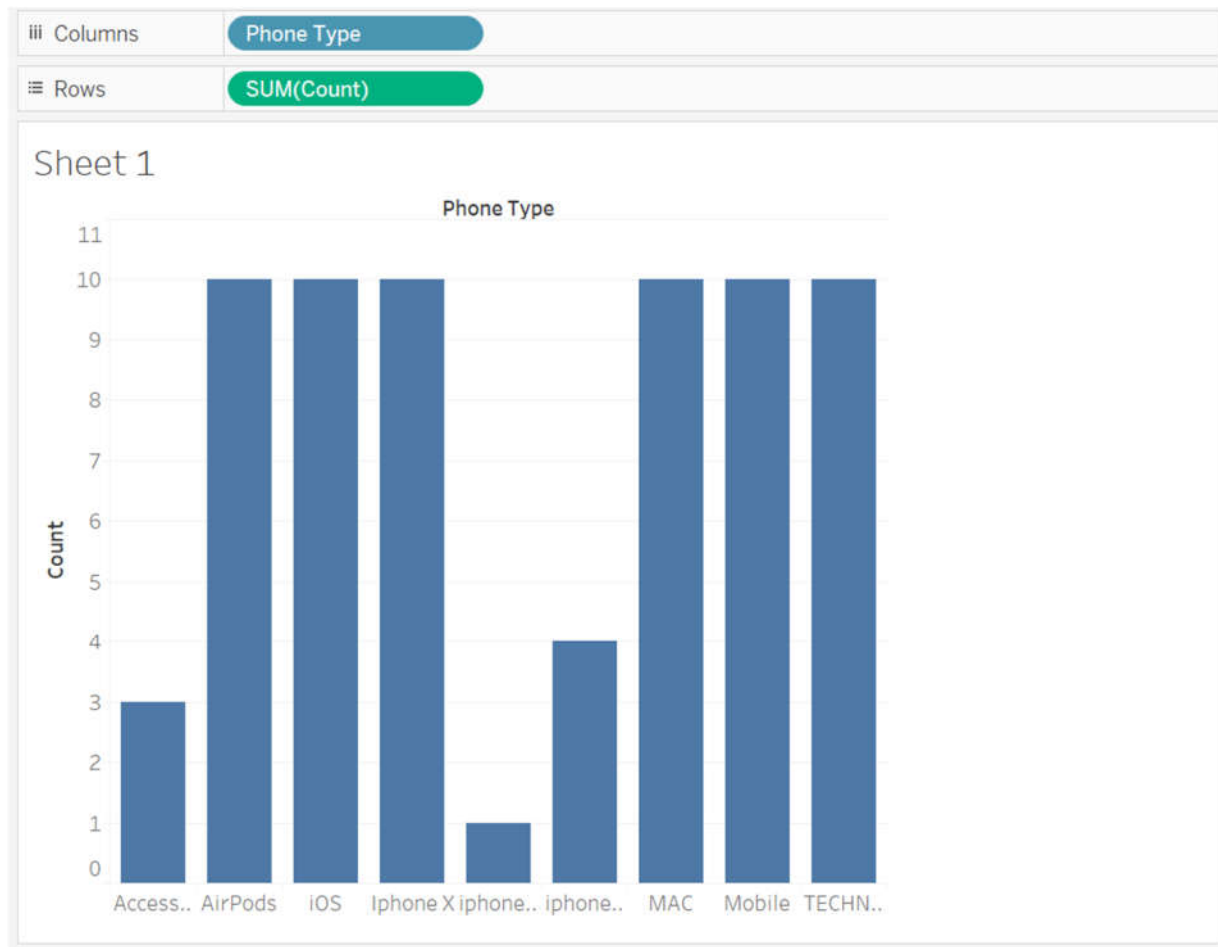 Columns Phone Type
Rows SUM(Count)
Sheet 1
Phone Type
11
10
9
8
7
6
5
4
3
2
1
0
Count
Access.. AirPods iOS Iphone X iphone.. iphone.. MAC Mobile TECHN..